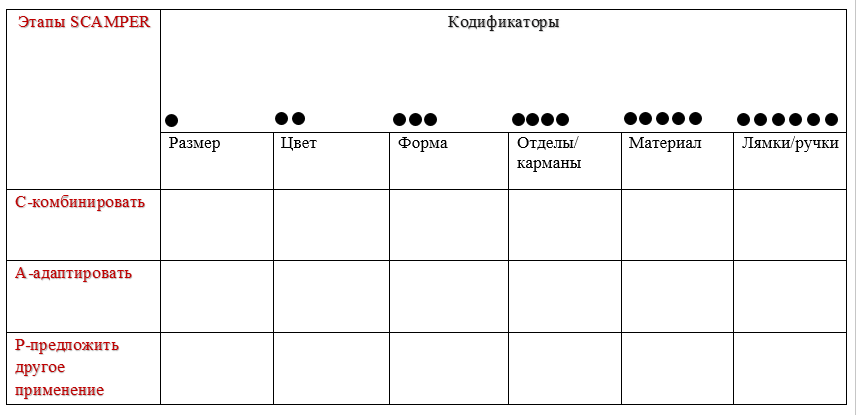 Этапы SCAMPER
Кодификаторы
Размер
Цвет
Форма
Отделы/
карманы
Материал
Лямки/ручки
С-комбинировать
А-адаптировать
Р-предложить
другое
применение